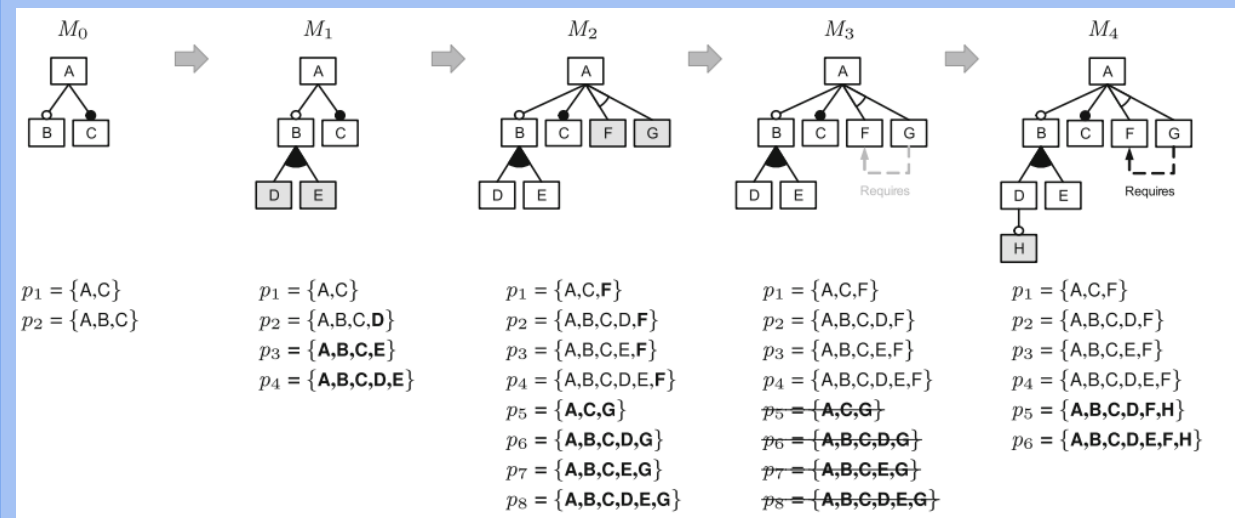 M0
M1
M2
M3
M4
A
B
C
A
B
C
D
E
A
B
C
F
G
D
E
A
B
C
F
G
D
E
Requires
A
B
C
F
G
D
E
Requires
H
p1 = {A,C}
p2 = {A,B,C}
p1 = {A,C}
p2 = {A,B,C,D}
p3 = {A,B,C,E}
p4 = {A,B,C,D,E}
p1 = {A,C,F}
p2 = {A,B,C,D,F}
p3 = {A,B,C,E,F}
p4 = {A,B,C,D,E,F}
p5 = {A,C,G}
p6 = {A,B,C,D,G}
p7 = {A,B,C,E,G}
p8 = {A,B,C,D,E,G}
p1 = {A,C,F}
p2 = {A,B,C,D,F}
p3 = {A,B,C,E,F}
p4 = {A,B,C,D,E,F}
p5 = {A,C,G}
p6 = {A,B,C,D,G}
p7 = {A,B,C,E,G}
p8 = {A,B,C,D,E,G}
p1 = {A,C,F}
p2 = {A,B,C,D,F}
p3 = {A,B,C,E,F}
p4 = {A,B,C,D,E,F}
p5 = {A,B,C,D,F,H}
p6 = {A,B,C,D,E,F,H}